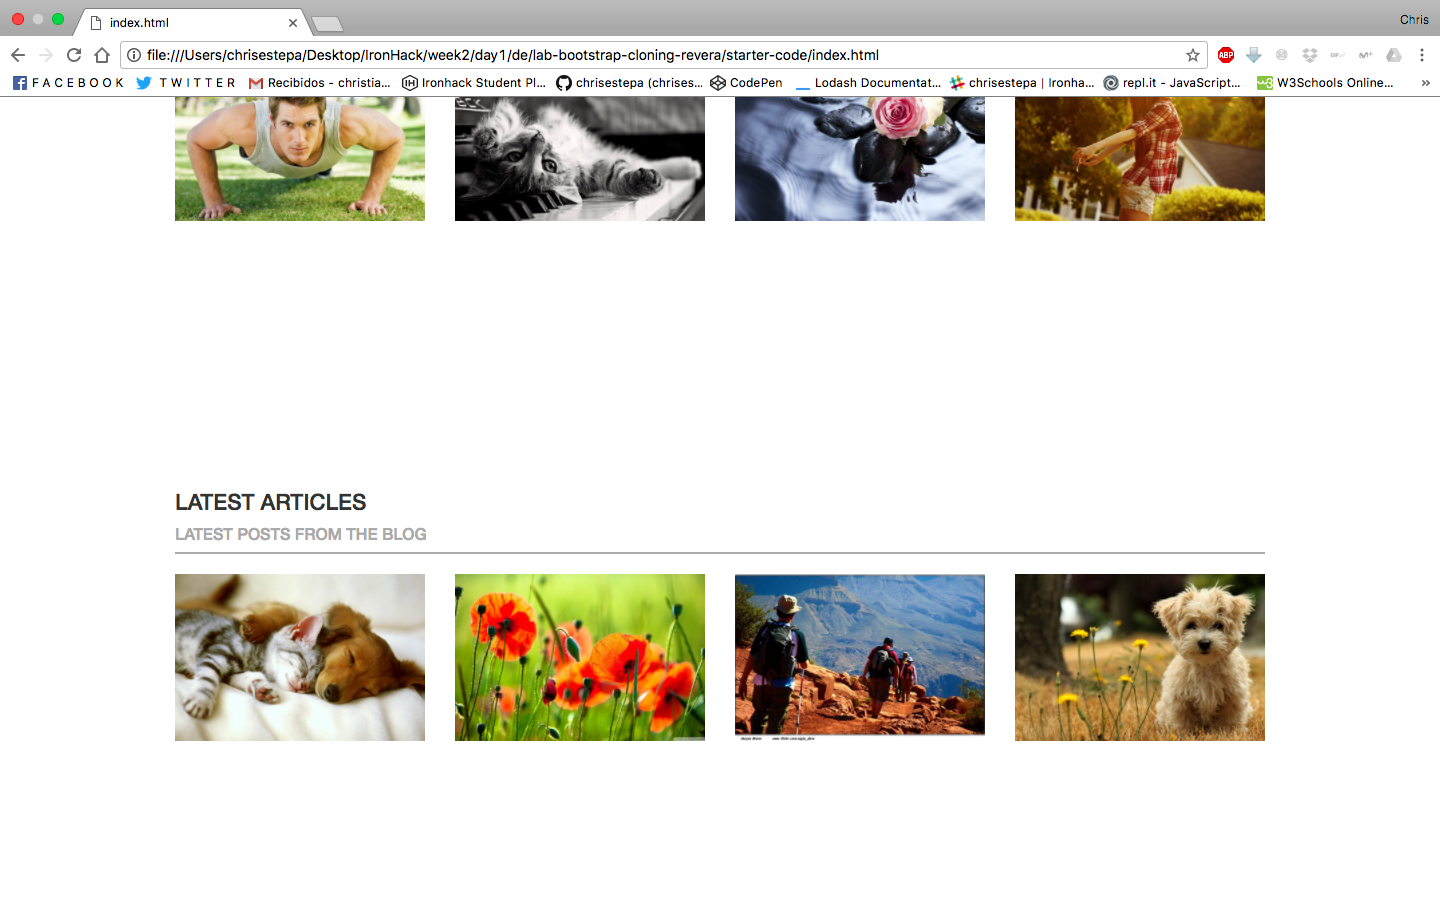 index.html
Chris
file:///Users/chrisestepa/Desktop/IronHack/week2/day1/de/lab-bootstrap-cloning-revera/starter-code/index.html
ABP
FACEBOOK TWITTER Recibidos - christia... Ironhack Student Pl... chrisestepa (chrises... CodePen Lodash Documentat... chrisestepa | Ironha... repl.it - JavaScript... W3Schools Online... »
LATEST ARTICLES
LATEST POSTS FROM THE BLOG